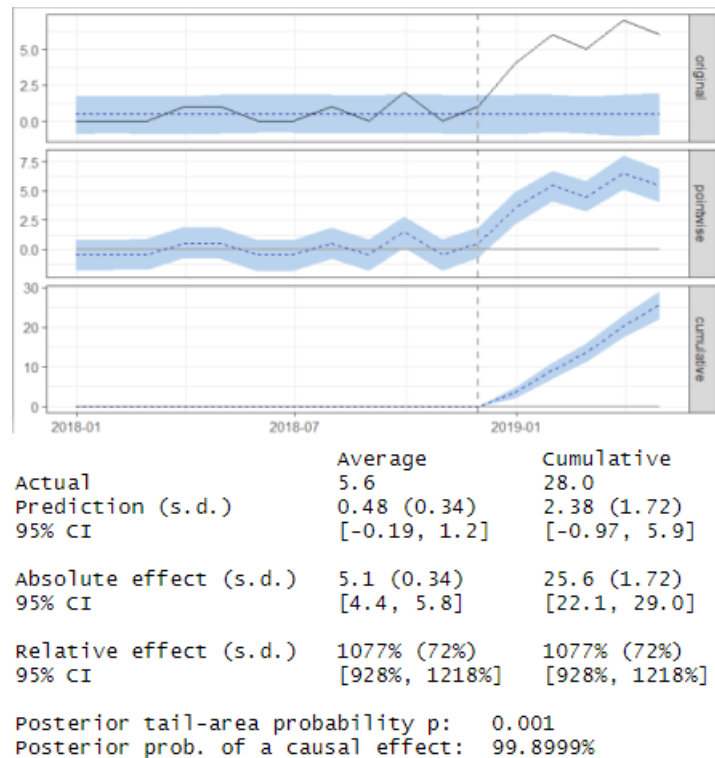 5.0
2.5
0.0
original
7.5
5.0
2.5
0.0
pointwise
30
20
10
0
cumulative
2018-01 2018-07 2019-01
Average Cumulative
Actual 5.6 28.0
Prediction (s.d.) 0.48 (0.34) 2.38 (1.72)
95% CI [-0.19, 1.2] [-0.97, 5.9]
Absolute effect (s.d.) 5.1 (0.34) 25.6 (1.72)
95% CI [4.4, 5.8] [22.1, 29.0]
Relative effect (s.d.) 1077% (72%) 1077% (72%)
95% CI [928%, 1218%] [928%, 1218%]
Posterior tail-area probability p: 0.001
Posterior prob. of a causal effect: 99.8999%